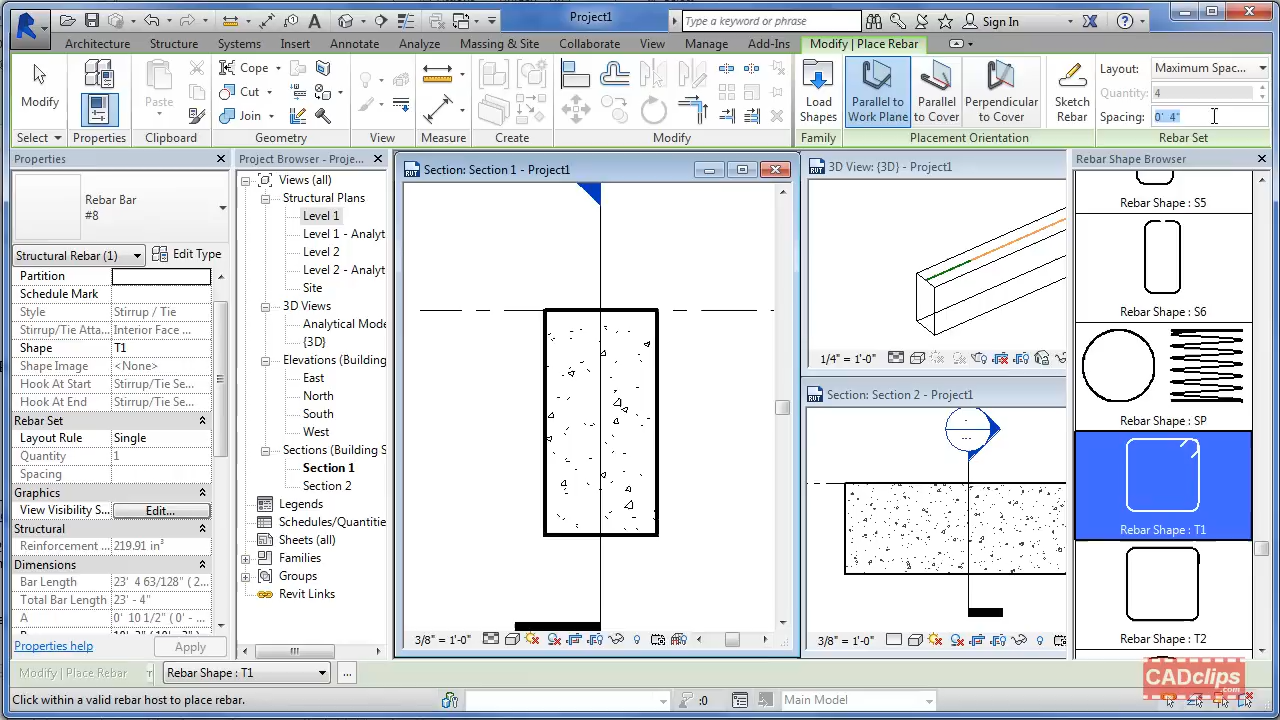 Project1
Type a keyword or phrase
Sign In
Architecture Structure Systems Insert Annotate Analyze Massing & Site Collaborate View Manage Add-Ins Modify | Place Rebar
Modify
Properties
Paste
Cope
Cut
Join
Load Shapes
Parallel to Work Plane
Parallel to Cover
Perpendicular to Cover
Sketch Rebar
Layout: Maximum Spac...
Quantity: 4
Spacing: 0' 4"
Select Properties Clipboard Geometry View Measure Create Modify Family Placement Orientation Rebar Set
Properties
Rebar Bar
#8
Structural Rebar (1) Edit Type
Partition
Schedule Mark
Style Stirrup / Tie
Stirrup/Tie Atta... Interior Face ...
Shape T1
Shape Image <None>
Hook At Start Stirrup/Tie Se...
Hook At End Stirrup/Tie Se...
Rebar Set
Layout Rule Single
Quantity 1
Spacing
Graphics
View Visibility S... Edit...
Structural
Reinforcement ... 219.91 in³
Dimensions
Bar Length 23' 4 63/128" ( 2...
Total Bar Length 23' - 4"
A 0' 10 1/2" ( 0' - ...
Properties help Apply
Project Browser - Proje...
Views (all)
Structural Plans
Level 1
Level 1 - Analyt
Level 2
Level 2 - Analyt
Site
3D Views
Analytical Mode
{3D}
Elevations (Building
East
North
South
West
Sections (Building S
Section 1
Section 2
Legends
Schedules/Quantitie
Sheets (all)
Families
Groups
Revit Links
Section: Section 1 - Project1
3/8" = 1'-0"
3D View: {3D} - Project1
1/4" = 1'-0"
Section: Section 2 - Project1
3/8" = 1'-0"
Rebar Shape Browser
Rebar Shape : S5
Rebar Shape : S6
Rebar Shape : SP
Rebar Shape : T1
Rebar Shape : T2
Modify | Place Rebar Rebar Shape : T1 ...
Click within a valid rebar host to place rebar.
:0
Main Model
CADclips
.com